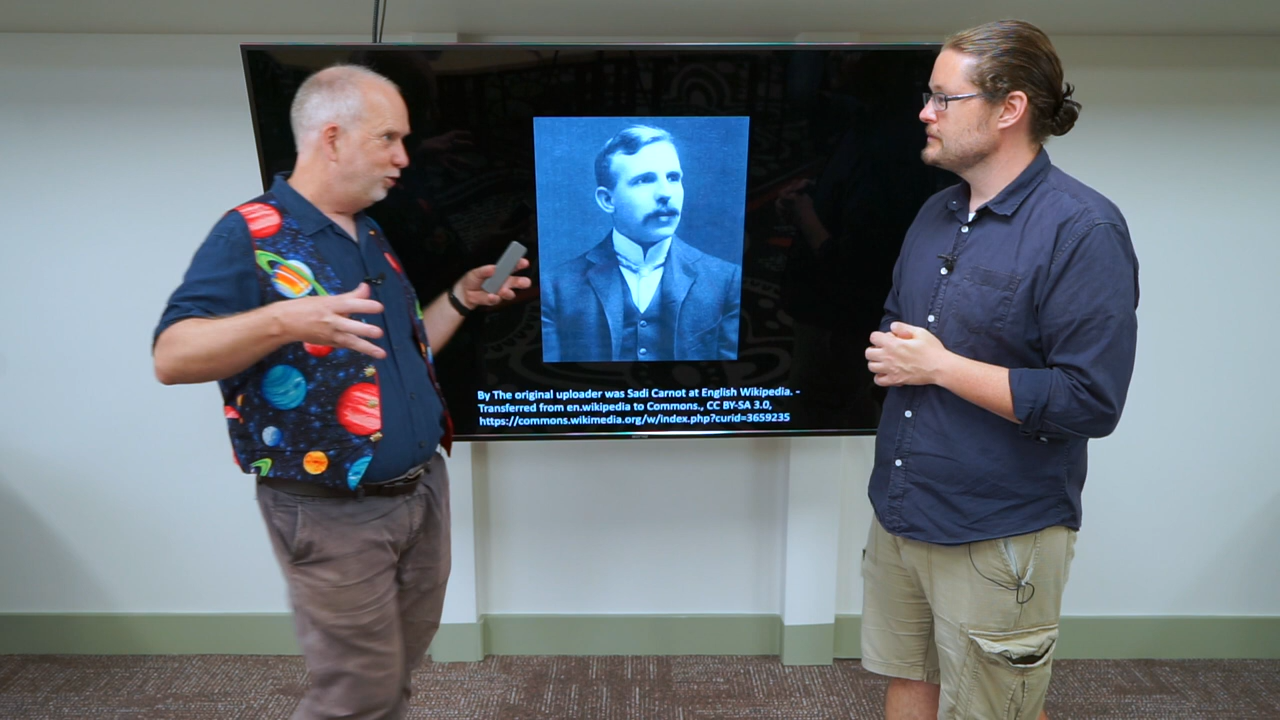 By The original uploader was Sadi Carnot at English Wikipedia. -
Transferred from en.wikipedia to Commons., CC BY-SA 3.0,
https://commons.wikimedia.org/w/index.php?curid=3659235